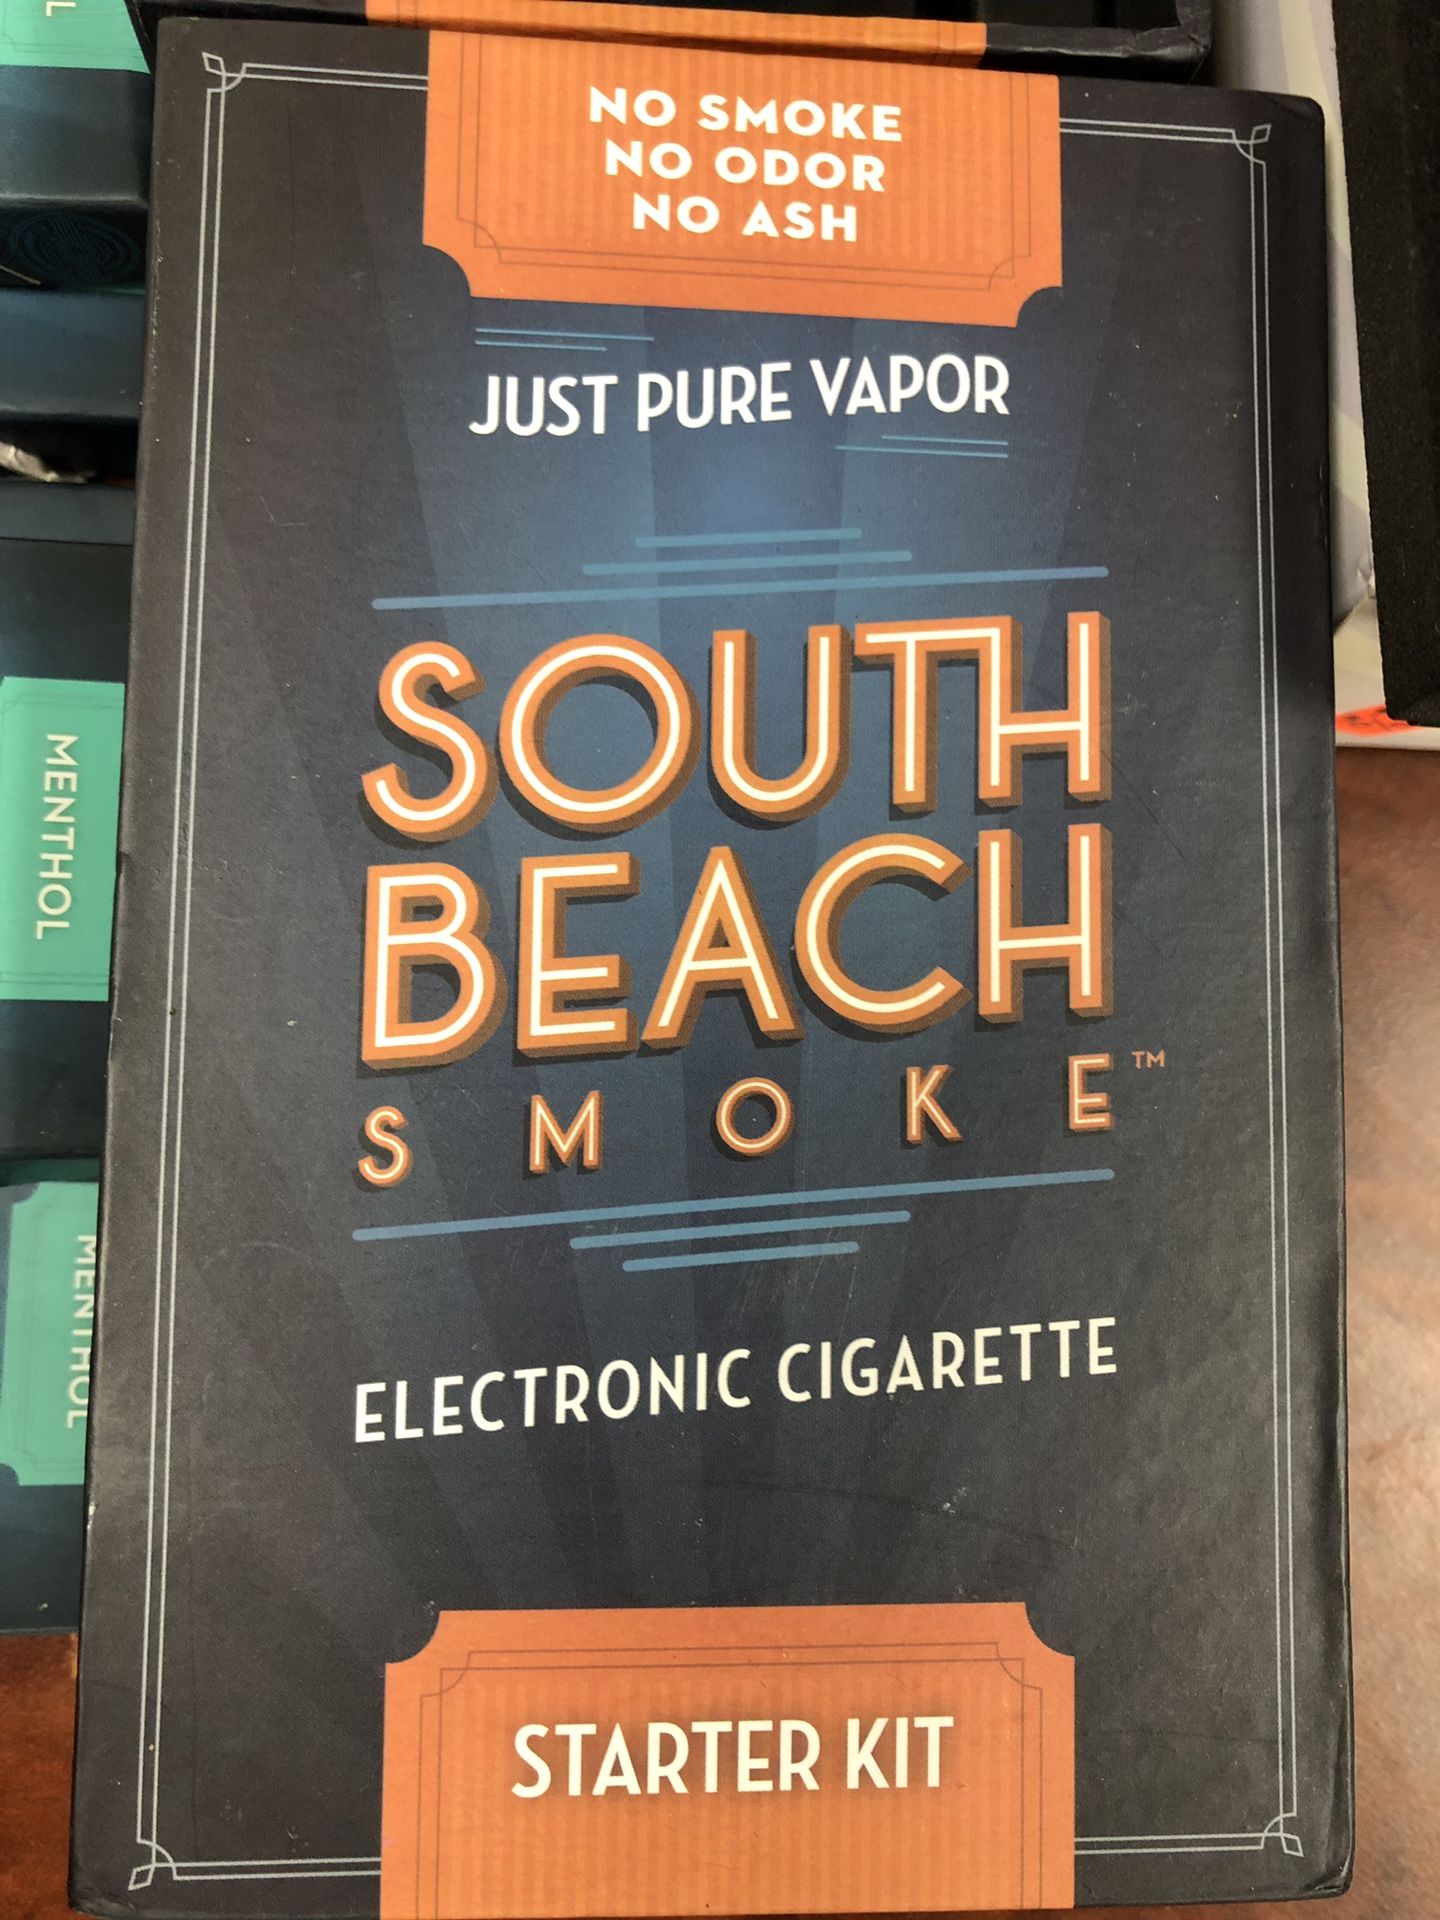 NO SMOKE
NO ODOR
NO ASH
JUST PURE VAPOR
SOUTH
BEACH
SMOKE™
ELECTRONIC CIGARETTE
STARTER KIT
MENTHOL
MENTHOL